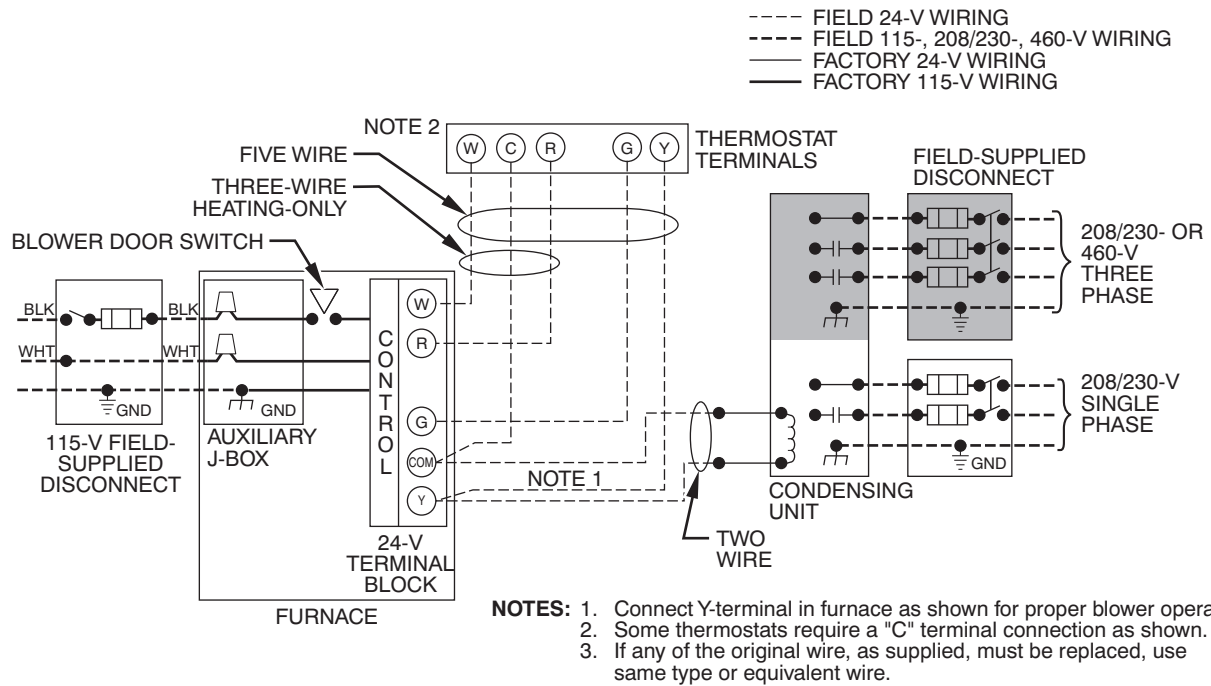 FIELD 24-V WIRING
FIELD 115-, 208/230-, 460-V WIRING
FACTORY 24-V WIRING
FACTORY 115-V WIRING
NOTE 2
W C R G Y
THERMOSTAT
TERMINALS
FIVE WIRE
THREE-WIRE
HEATING-ONLY
BLOWER DOOR SWITCH
FIELD-SUPPLIED
DISCONNECT
208/230- OR
460-V
THREE
PHASE
BLK
BLK
WHT
WHT
GND
GND
115-V FIELD-
SUPPLIED
DISCONNECT
AUXILIARY
J-BOX
CONTROL
W
R
G
COM
Y
24-V
TERMINAL
BLOCK
FURNACE
NOTE 1
TWO
WIRE
CONDENSING
UNIT
208/230-V
SINGLE
PHASE
GND
NOTES: 1. Connect Y-terminal in furnace as shown for proper blower opera
2. Some thermostats require a "C" terminal connection as shown.
3. If any of the original wire, as supplied, must be replaced, use
same type or equivalent wire.